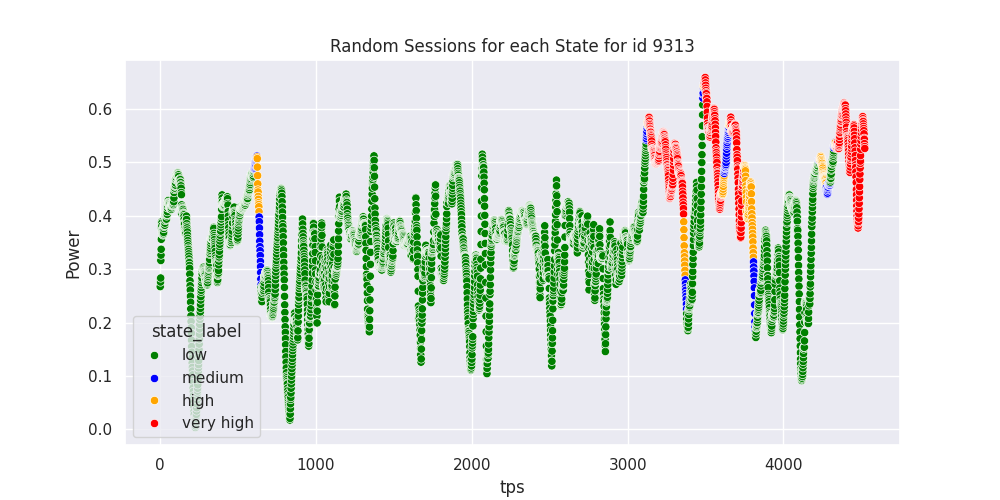 Random Sessions for each State for id 9313
Power
0.6
0.5
0.4
0.3
0.2
0.1
0.0
state_label
low
medium
high
very high
0 1000 2000 3000 4000
tps